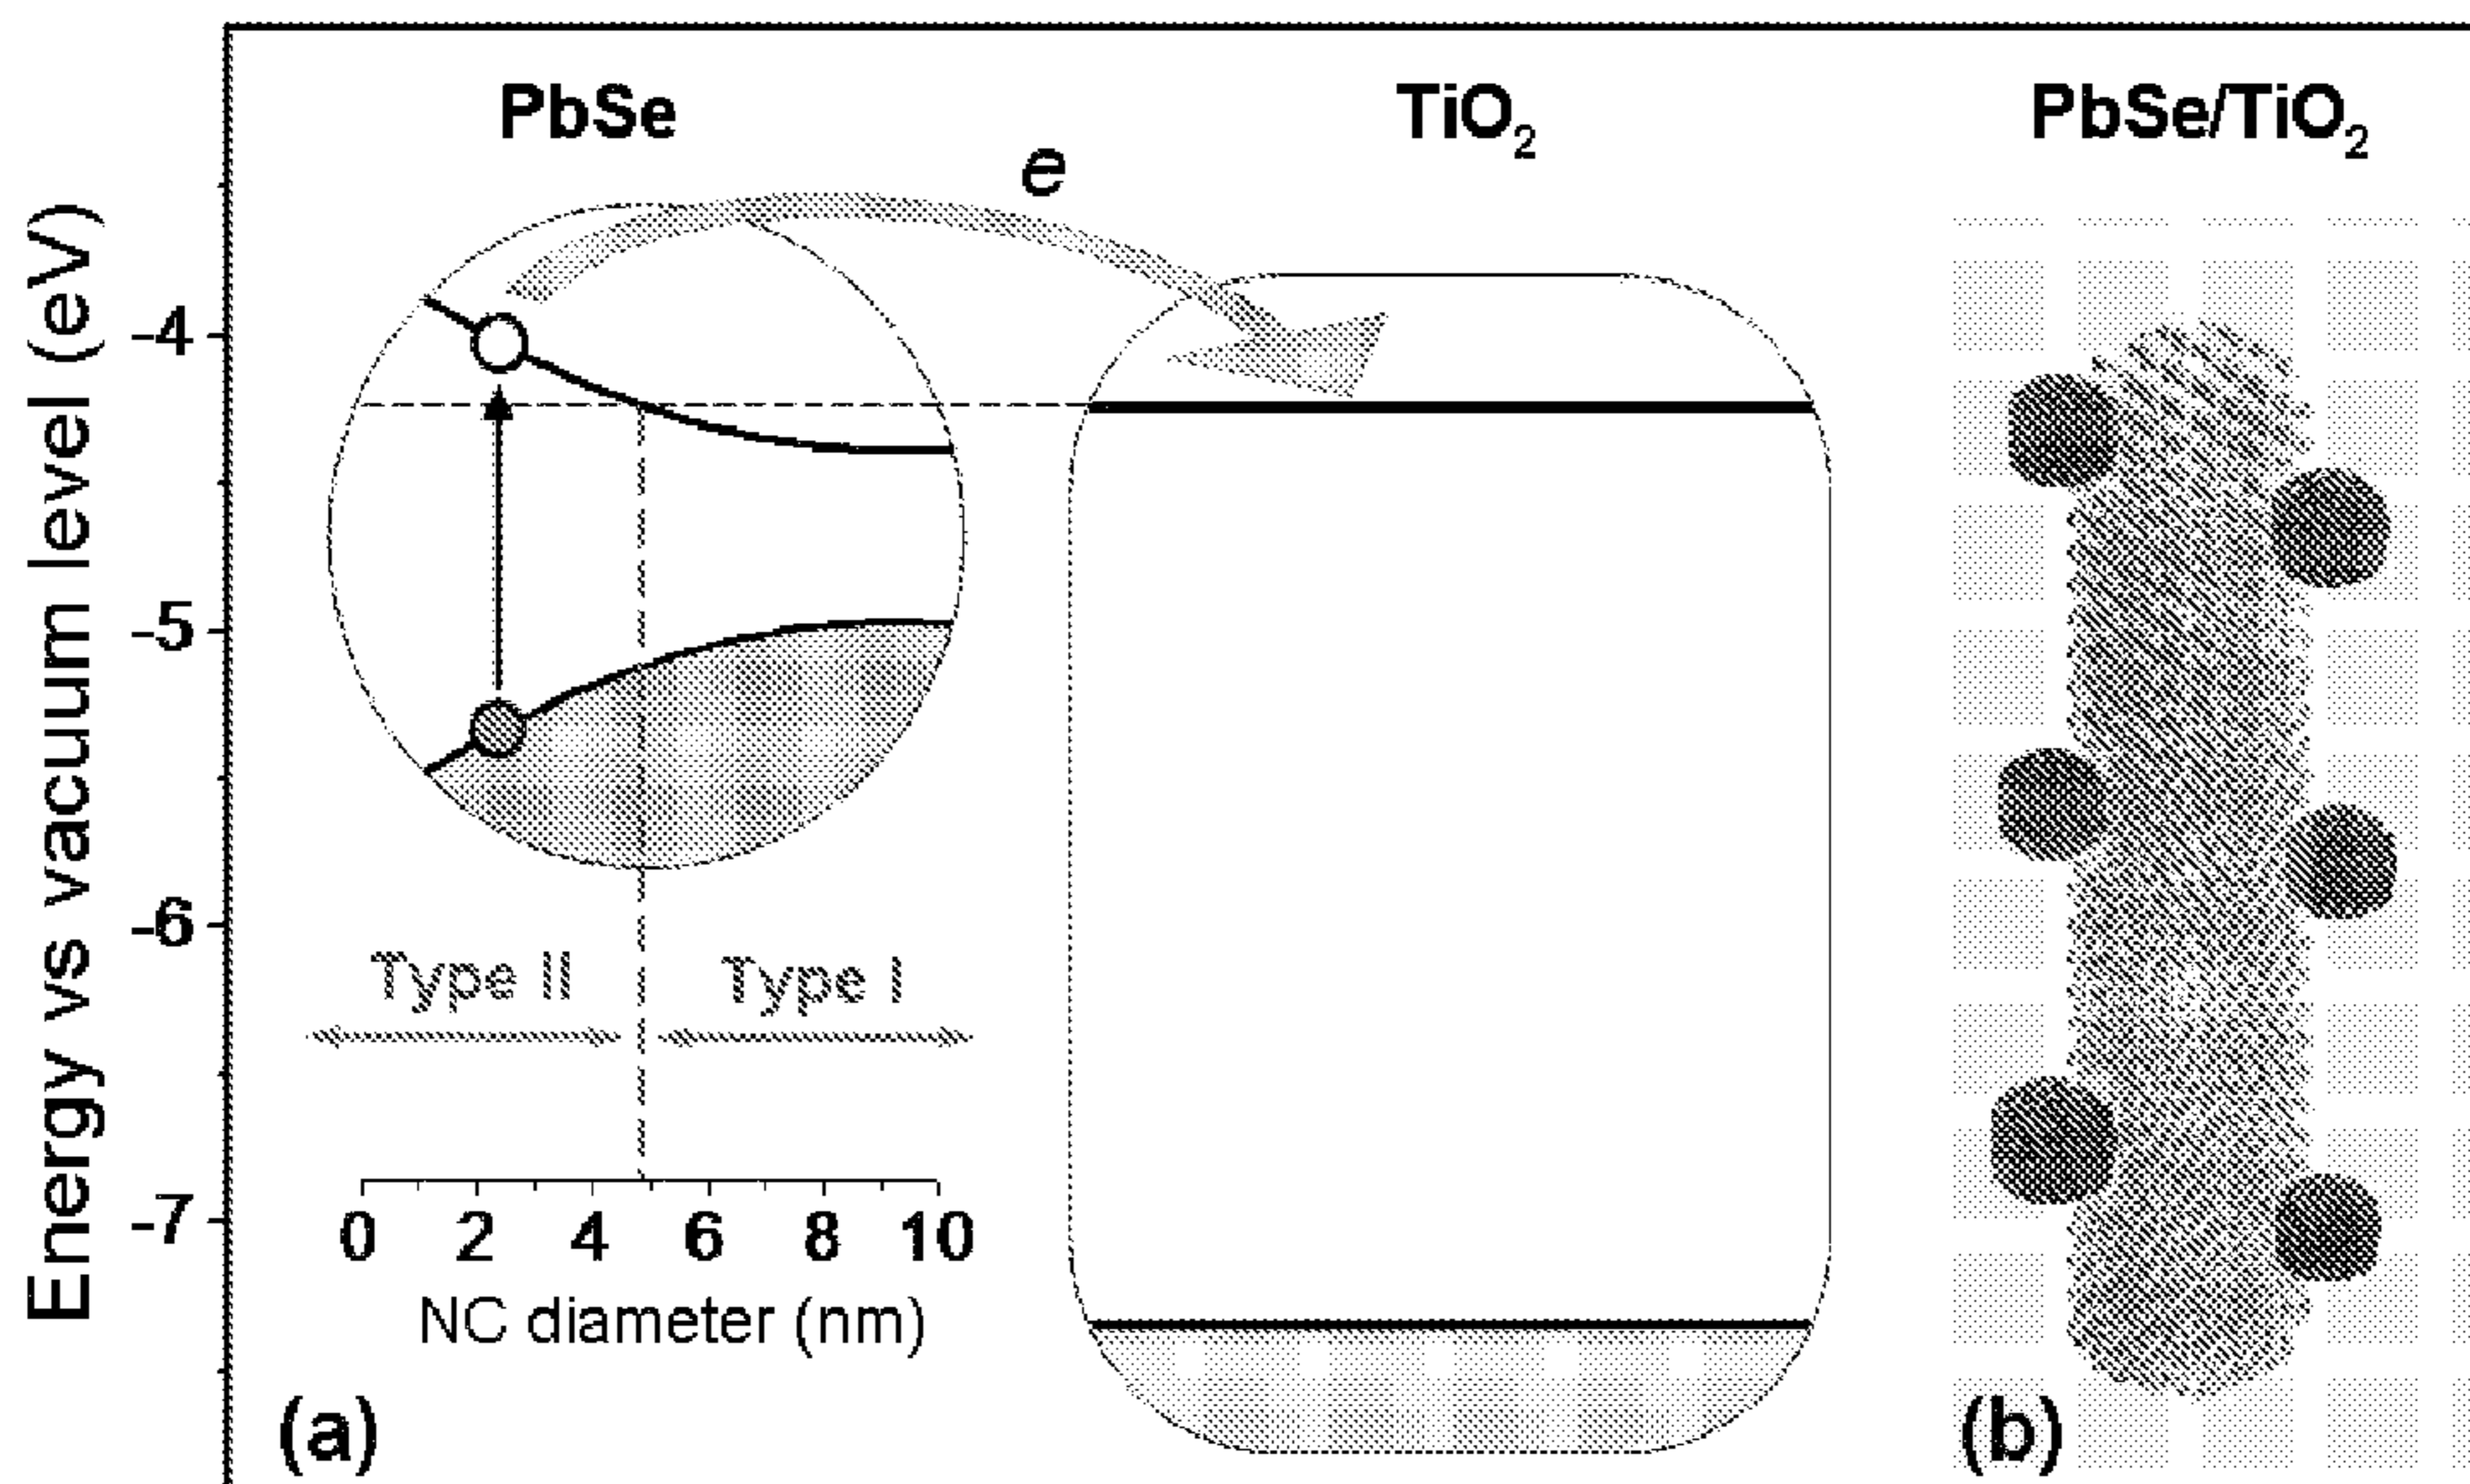 PbSe
TiO₂
PbSe/TiO₂
e
Energy vs vacuum level (eV)
-4
-5
-6
-7
Type II
Type I
0 2 4 6 8 10
NC diameter (nm)
(a)
(b)